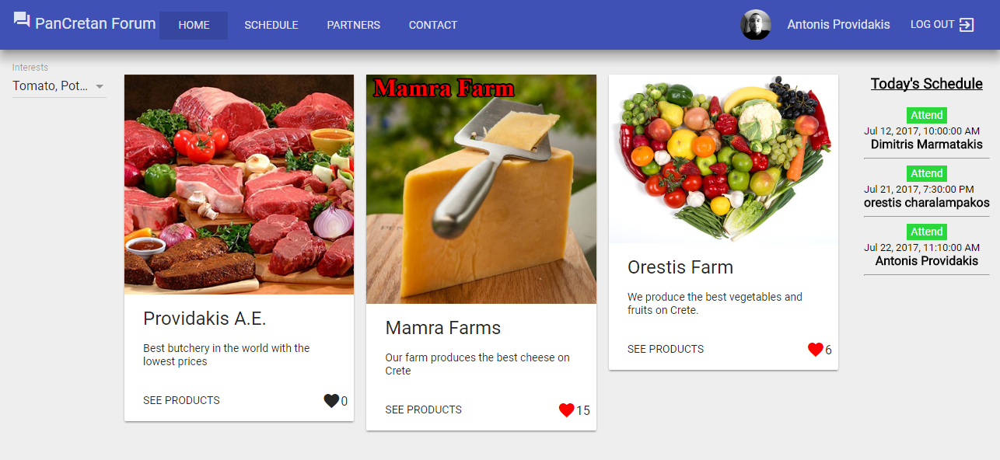 PanCretan Forum
HOME
SCHEDULE
PARTNERS
CONTACT
Antonis Providakis
LOG OUT
Interests
Tomato, Pot...
Providakis A.E.
Best butchery in the world with the
lowest prices
SEE PRODUCTS
0
Mamra Farm
Mamra Farms
Our farm produces the best cheese on
Crete
SEE PRODUCTS
15
Orestis Farm
We produce the best vegetables and
fruits on Crete.
SEE PRODUCTS
6
Today's Schedule
Attend
Jul 12, 2017, 10:00:00 AM
Dimitris Marmatakis
Attend
Jul 21, 2017, 7:30:00 PM
orestis charalampakos
Attend
Jul 22, 2017, 11:10:00 AM
Antonis Providakis